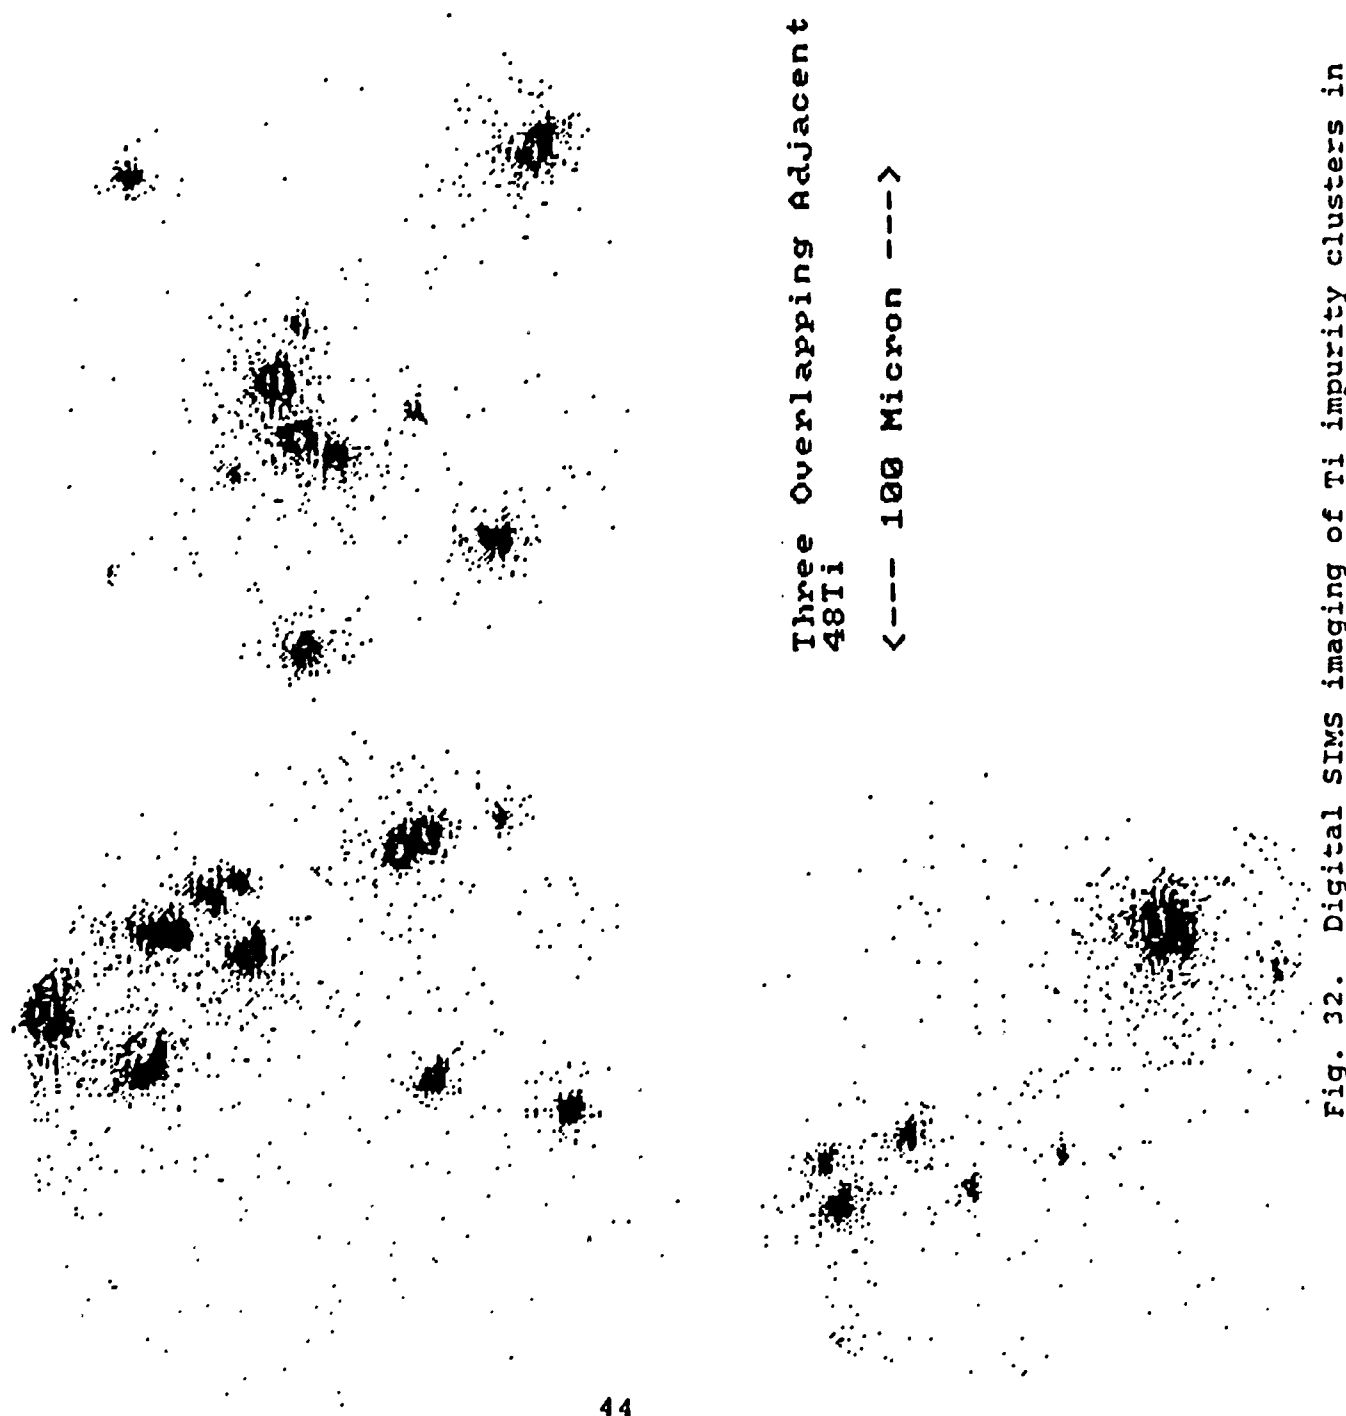 Three Overlapping Adjacent
48Ti
<--- 100 Micron --->
Fig. 32. Digital SIMS imaging of Ti impurity clusters in
44